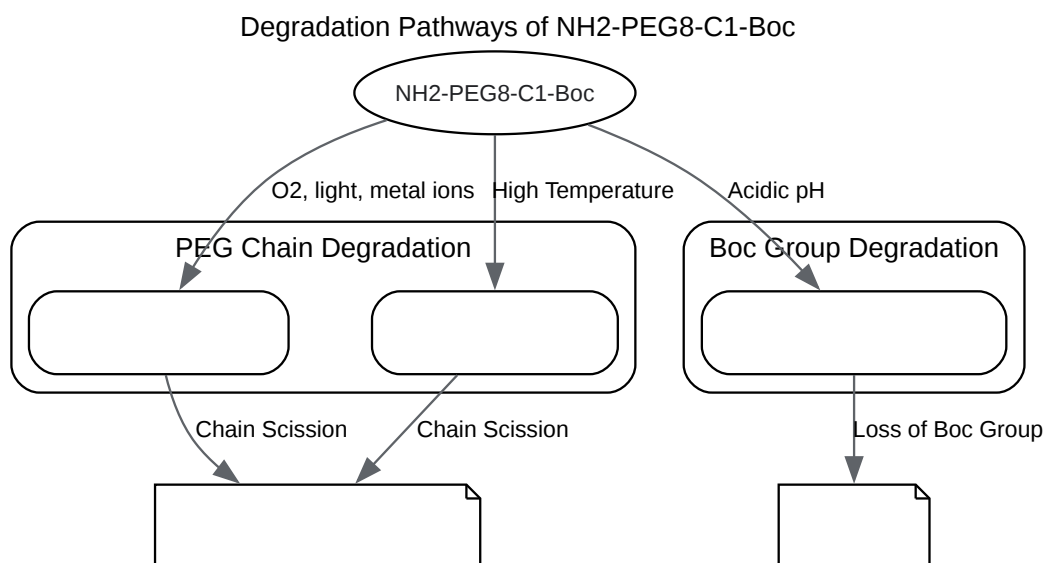 Degradation Pathways of NH2-PEG8-C1-Boc
NH2-PEG8-C1-Boc
O2, light, metal ions
High Temperature
Acidic pH
PEG Chain Degradation
Boc Group Degradation
Chain Scission
Chain Scission
Loss of Boc Group